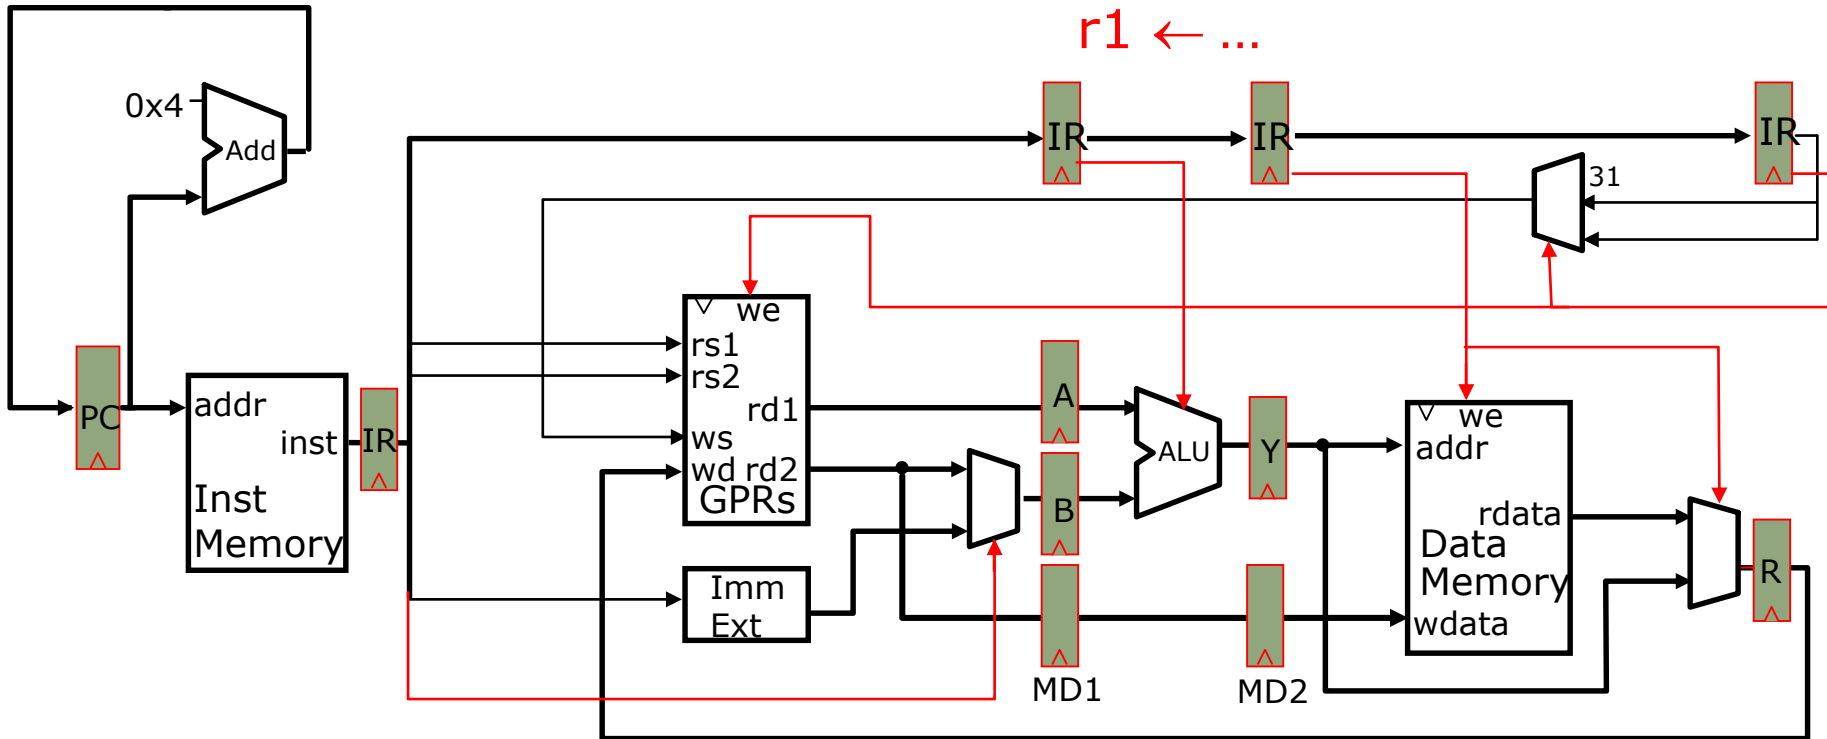 r1 ← ...
0x4
Add
IR
IR
IR
31
PC
addr
inst
Inst
Memory
IR
we
rs1
rs2
rd1
ws
wd rd2
GPRs
Imm
Ext
A
B
MD1
ALU
Y
MD2
we
addr
rdata
Data
Memory
wdata
R